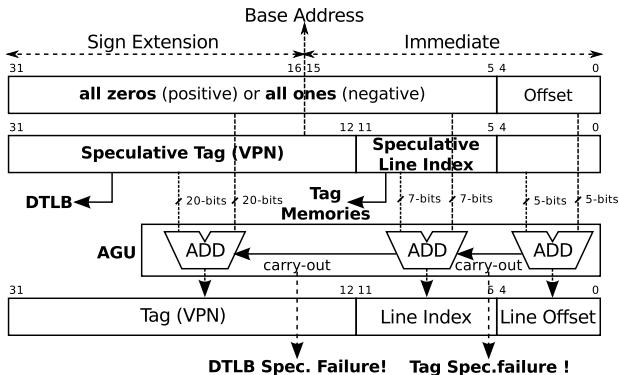 Base Address
Sign Extension Immediate
31 16 15 5 4 0
all zeros (positive) or all ones (negative) Offset
31 12 11 5 4 0
Speculative Tag (VPN) Speculative Line Index
DTLB Tag Memories 20-bits 20-bits 7-bits 7-bits 5-bits 5-bits
AGU ADD ADD ADD
carry-out carry-out
31 12 11 5 0
Tag (VPN) Line Index Line Offset
DTLB Spec. Failure! Tag Spec.failure !